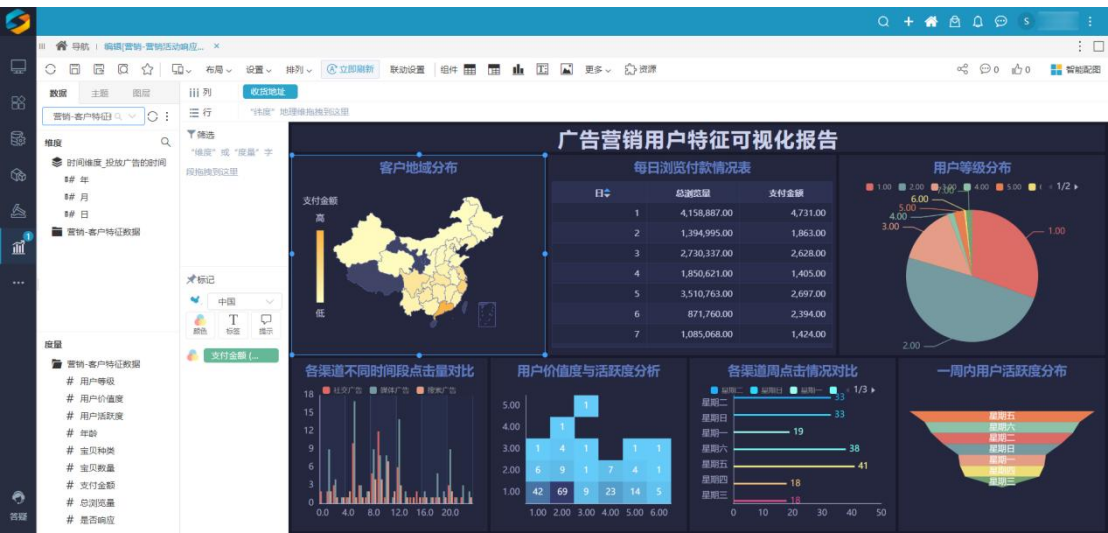 S
导航 编辑(营销-营销活动响应... ×
布局 设置 排列 立即刷新 联动设置 组件 更多 资源 0 0 智能配图
数据 主题 图层
列 收货地址
营销-客户特征
行 "纬度" 地理维拖拽到这里
维度
时间维度_投放广告的时间
# 年
# 月
# 日
营销-客户特征数据
筛选
"维度" 或 "度量" 字
段拖拽到这里
标记
中国
颜色 标签 提示
支付金额 (...
度量
营销-客户特征数据
# 用户等级
# 用户价值度
# 用户活跃度
# 年龄
# 宝贝种类
# 宝贝数量
# 支付金额
# 总浏览量
# 是否响应
1
答疑
广告营销用户特征可视化报告
客户地域分布
支付金额
高
低
每日浏览付款情况表
日 总浏览量 支付金额
1 4,158,887.00 4,731.00
2 1,394,995.00 1,863.00
3 2,730,337.00 2,628.00
4 1,850,621.00 1,405.00
5 3,510,763.00 2,697.00
6 871,760.00 2,394.00
7 1,085,068.00 1,424.00
用户等级分布
1.00 2.00 3.00 4.00 5.00 1/2
7.00
6.00
5.00
4.00
3.00
1.00
2.00
各渠道不同时间段点击量对比
社交广告 媒体广告 搜索广告
18
15
12
9
6
3
0
0.0 4.0 8.0 12.0 16.0 20.0
用户价值度与活跃度分析
5.00 1
4.00 1
3.00 1 4 1 1 1
2.00 6 9 1 7 4 1
1.00 42 69 9 23 14 5
1.00 2.00 3.00 4.00 5.00 6.00
各渠道周点击情况对比
星期二 星期日 星期一 1/3
星期二 33
星期日 33
星期一 19
星期六 38
星期五 41
星期四 18
星期三 18
0 10 20 30 40 50
一周内用户活跃度分布
星期五
星期六
星期二
星期日
星期一
星期四
星期三